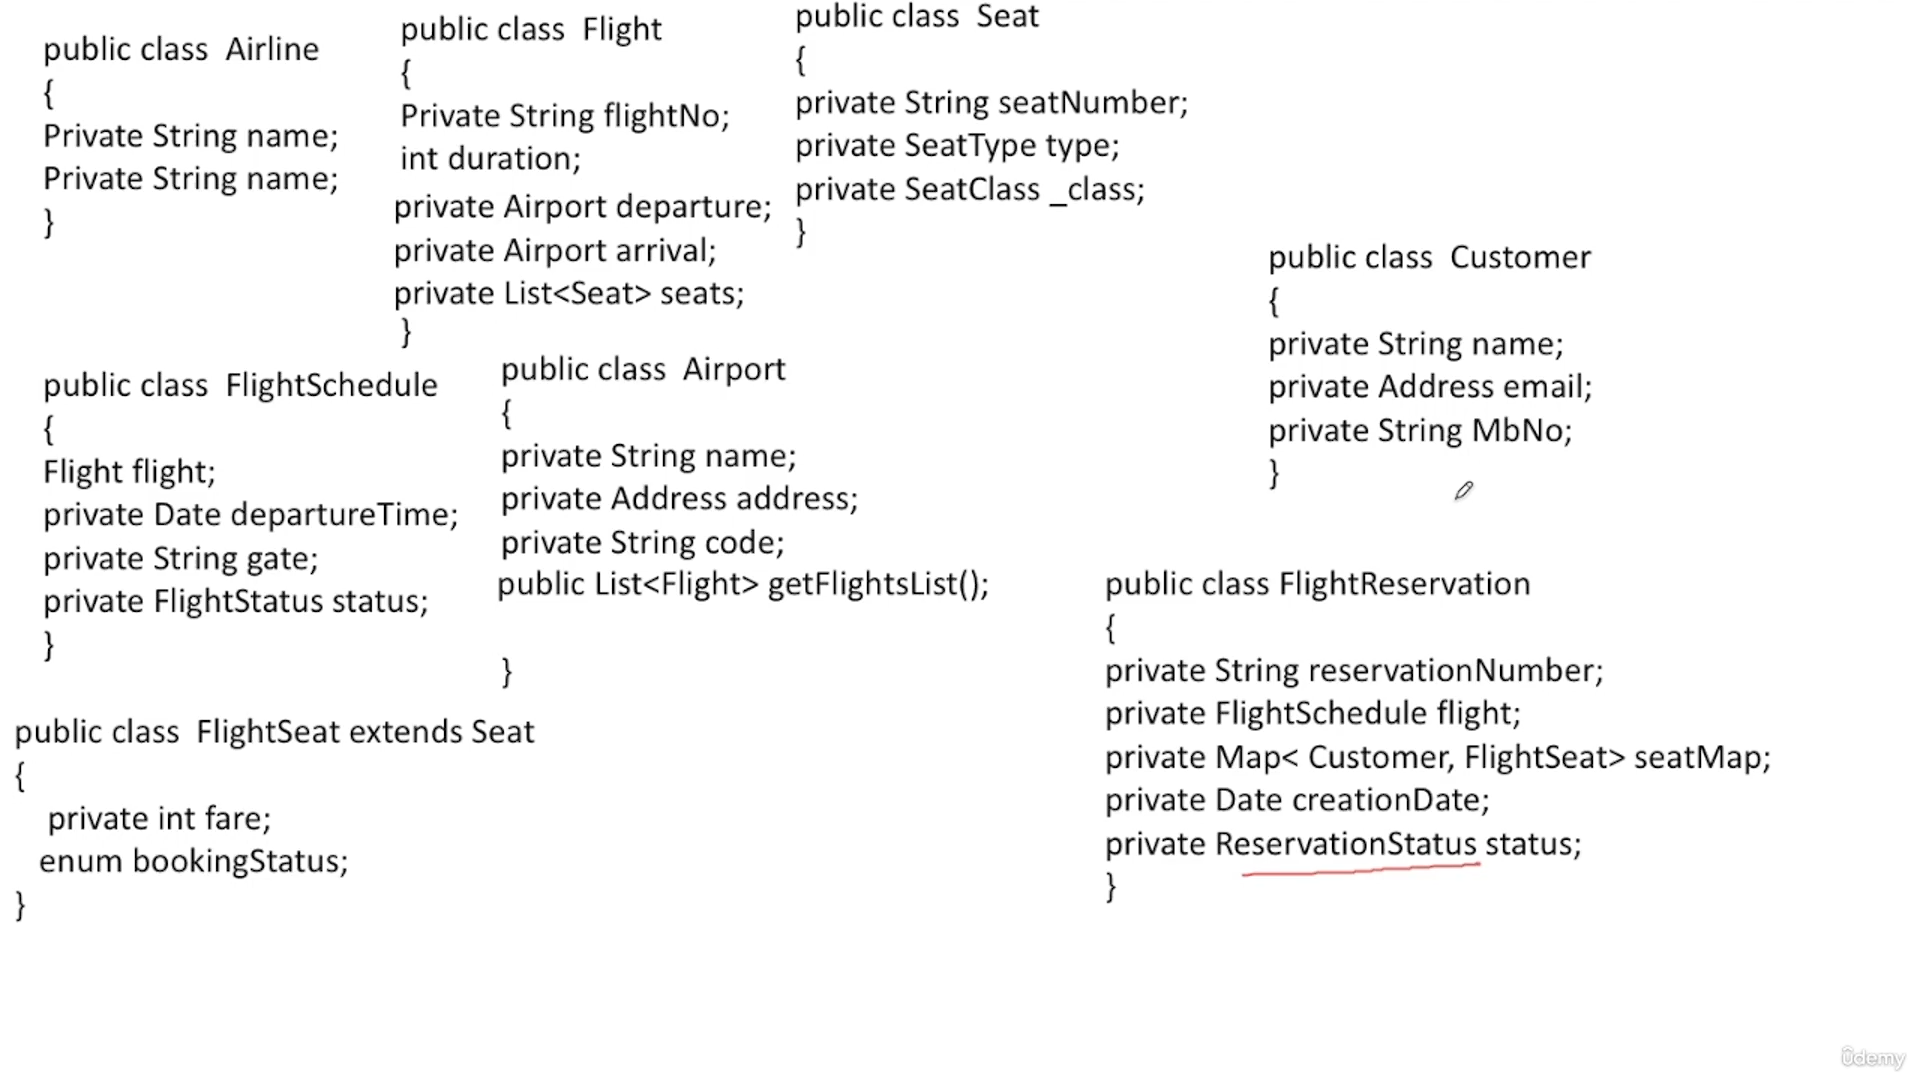 public class Airline
{
Private String name;
Private String name;
}
public class Flight
{
Private String flightNo;
int duration;
private Airport departure;
private Airport arrival;
private List<Seat> seats;
}
public class Seat
{
private String seatNumber;
private SeatType type;
private SeatClass _class;
}
public class Customer
{
private String name;
private Address email;
private String MbNo;
}
public class FlightSchedule
{
Flight flight;
private Date departureTime;
private String gate;
private FlightStatus status;
}
public class Airport
{
private String name;
private Address address;
private String code;
public List<Flight> getFlightsList();
}
public class FlightReservation
{
private String reservationNumber;
private FlightSchedule flight;
private Map< Customer, FlightSeat> seatMap;
private Date creationDate;
private ReservationStatus status;
}
public class FlightSeat extends Seat
{
private int fare;
enum bookingStatus;
}
ûdemy